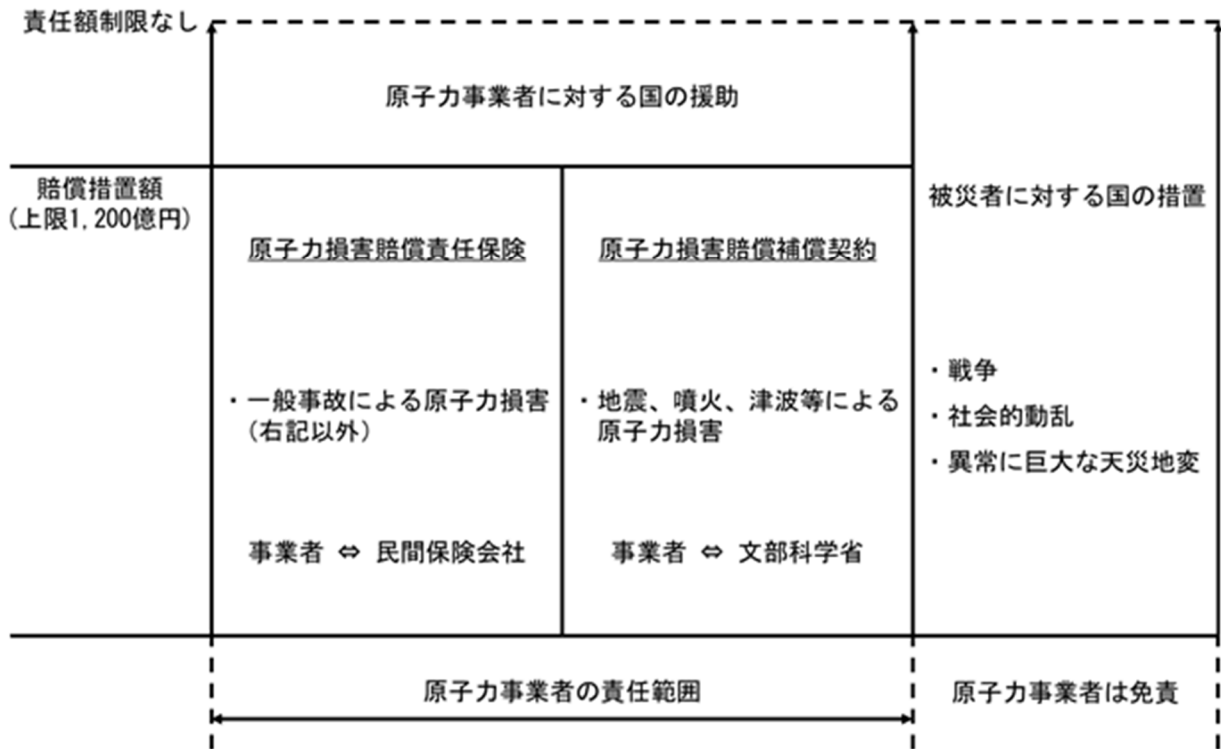 責任額制限なし
原子力事業者に対する国の援助
賠償措置額
(上限1,200億円)
被災者に対する国の措置
原子力損害賠償責任保険
原子力損害賠償補償契約
・一般事故による原子力損害
(右記以外)
・地震、噴火、津波等による
原子力損害
・戦争
・社会的動乱
・異常に巨大な天災地変
事業者 ⇔ 民間保険会社
事業者 ⇔ 文部科学省
原子力事業者の責任範囲
原子力事業者は免責